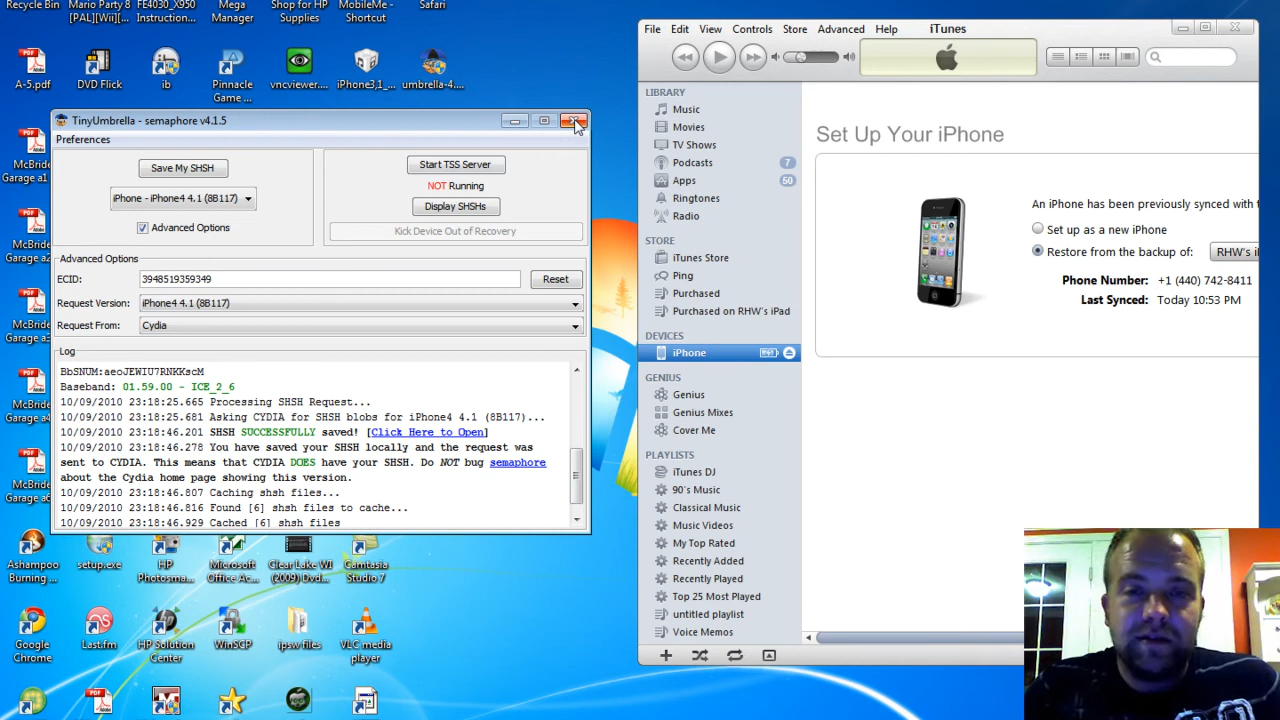 Recycle Bin
Mario Party 8 [PAL][Wii][...
FE4030_X950 Instruction...
Mega Manager
Shop for HP Supplies
MobileMe - Shortcut
Safari
A-5.pdf
DVD Flick
ib
Pinnacle Game ...
vncviewer....
iPhone3,1_...
umbrella-4....
McBride
Garage a1
McBride
Garage a2
McBride
Garage a3
McBride
Garage a4
McBride
Garage a6
TinyUmbrella - semaphore v4.1.5
Preferences
Save My SHSH
iPhone - iPhone4 4.1 (8B117)
Advanced Options
Start TSS Server
NOT Running
Display SHSHs
Kick Device Out of Recovery
Advanced Options
ECID:
3948519359349
Reset
Request Version:
iPhone4 4.1 (8B117)
Request From:
Cydia
Log
BbSNUM:aeoJEWIU7RNKKscM
Baseband: 01.59.00 - ICE_2_6
10/09/2010 23:18:25.665 Processing SHSH Request...
10/09/2010 23:18:25.681 Asking CYDIA for SHSH blobs for iPhone4 4.1 (8B117)...
10/09/2010 23:18:46.201 SHSH SUCCESSFULLY saved! [Click Here to Open]
10/09/2010 23:18:46.278 You have saved your SHSH locally and the request was
sent to CYDIA. This means that CYDIA DOES have your SHSH. Do NOT bug semaphore
about the Cydia home page showing this version.
10/09/2010 23:18:46.807 Caching shsh files...
10/09/2010 23:18:46.816 Found [6] shsh files to cache...
10/09/2010 23:18:46.929 Cached [6] shsh files
Ashampoo Burning ...
setup.exe
HP Photosma...
Microsoft Office Ac...
Clear Lake WI (2009) Dvd...
Camtasia Studio 7
Google Chrome
Last.fm
HP Solution Center
WinSCP
ipsw files
VLC media player
File Edit View Controls Store Advanced Help
iTunes
LIBRARY
Music
Movies
TV Shows
Podcasts 7
Apps 50
Ringtones
Radio
STORE
iTunes Store
Ping
Purchased
Purchased on RHW's iPad
DEVICES
iPhone
GENIUS
Genius
Genius Mixes
Cover Me
PLAYLISTS
iTunes DJ
90's Music
Classical Music
Music Videos
My Top Rated
Recently Added
Recently Played
Top 25 Most Played
untitled playlist
Voice Memos
Set Up Your iPhone
An iPhone has been previously synced with t
Set up as a new iPhone
Restore from the backup of:
RHW's i
Phone Number: +1 (440) 742-8411
Last Synced: Today 10:53 PM